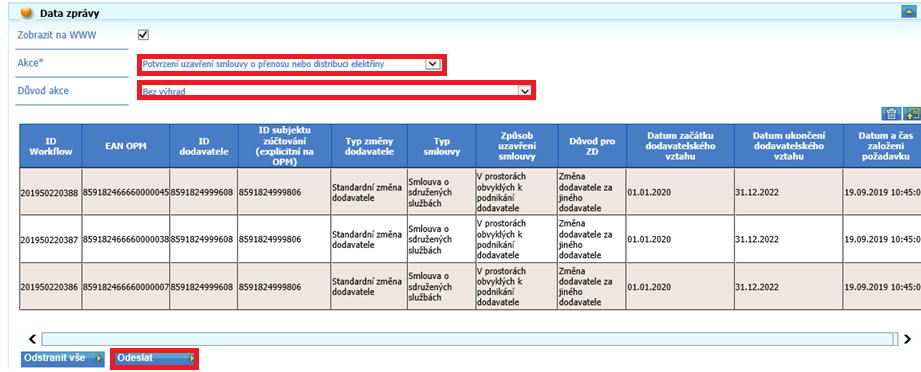 Data zprávy
Zobrazit na WWW
Akce* Potvrzení uzavření smlouvy o přenosu nebo distribuci elektřiny
Důvod akce Bez výhrad
ID Workflow EAN OPM ID dodavatele ID subjektu zúčtování (explicitní na OPM) Typ změny dodavatele Typ smlouvy Způsob uzavření smlouvy Důvod pro ZD Datum začátku dodavatelského vztahu Datum ukončení dodavatelského vztahu Datum a čas založení požadavku
201950220388 859182466660000045 8591824999608 8591824999806 Standardní změna dodavatele Smlouva o sdružených službách V prostorách obvyklých k podnikání dodavatele Změna dodavatele za jiného dodavatele 01.01.2020 31.12.2022 19.09.2019 10:45:0
201950220387 859182466660000038 8591824999608 8591824999806 Standardní změna dodavatele Smlouva o sdružených službách V prostorách obvyklých k podnikání dodavatele Změna dodavatele za jiného dodavatele 01.01.2020 31.12.2022 19.09.2019 10:45:0
201950220386 859182466660000007 8591824999608 8591824999806 Standardní změna dodavatele Smlouva o sdružených službách V prostorách obvyklých k podnikání dodavatele Změna dodavatele za jiného dodavatele 01.01.2020 31.12.2022 19.09.2019 10:45:0
Odstranit vše Odeslat